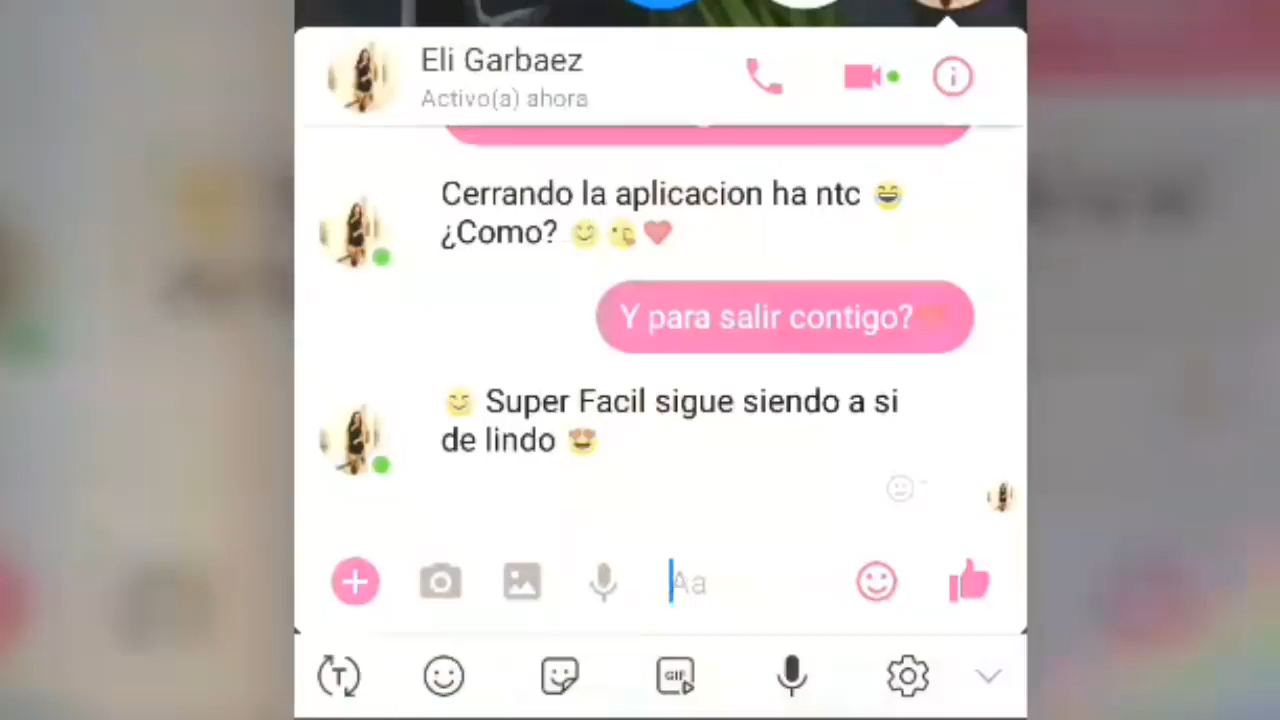 Eli Garbaez
Activo(a) ahora
Cerrando la aplicacion ha ntc 😅
¿Como? 😊😘❤
Y para salir contigo?❤
😊 Super Facil sigue siendo a si
de lindo 😍
Aa
T
GIF